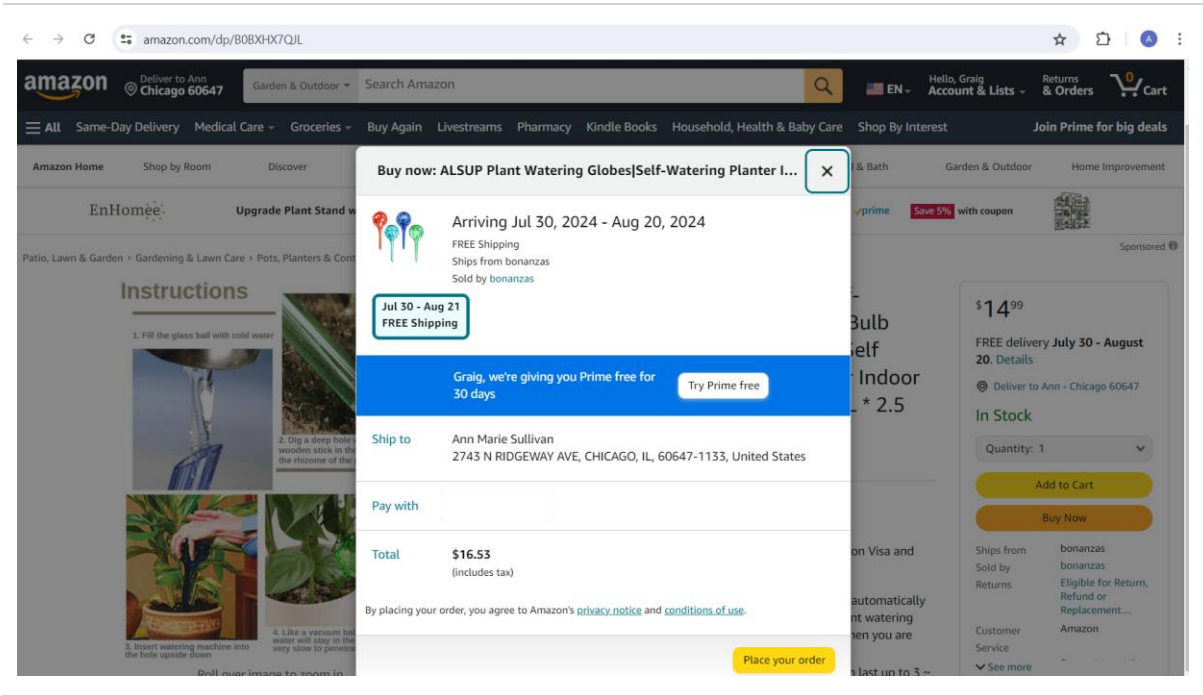 amazon.com/dp/B0BXHX7QJL
A
amazon
Deliver to Ann
Chicago 60647
Garden & Outdoor
Search Amazon
EN
Hello, Graig
Account & Lists
Returns
& Orders
0
Cart
All Same-Day Delivery Medical Care Groceries Buy Again Livestreams Pharmacy Kindle Books Household, Health & Baby Care Shop By Interest Join Prime for big deals
Amazon Home Shop by Room Discover & Bath Garden & Outdoor Home Improvement
EnHomee
Upgrade Plant Stand w
prime
Save 5% with coupon
Sponsored
Patio, Lawn & Garden › Gardening & Lawn Care › Pots, Planters & Cont
Instructions
1. Fill the glass ball with cold water
2. Dig a deep hole
wooden stick in the
the rhizome of the
3. Insert watering machine into
the hole upside down
4. Like a vacuum bal
water will stay in the
very slow to penetra
Roll over image to zoom in
Buy now: ALSUP Plant Watering Globes|Self-Watering Planter I...
Arriving Jul 30, 2024 - Aug 20, 2024
FREE Shipping
Ships from bonanzas
Sold by bonanzas
Jul 30 - Aug 21
FREE Shipping
Graig, we're giving you Prime free for
30 days
Try Prime free
Ship to
Ann Marie Sullivan
2743 N RIDGEWAY AVE, CHICAGO, IL, 60647-1133, United States
Pay with
Total
$16.53
(includes tax)
By placing your order, you agree to Amazon's privacy notice and conditions of use.
Place your order
Bulb
elf
Indoor
* 2.5
on Visa and
automatically
nt watering
hen you are
last up to 3 ~
$14.99
FREE delivery July 30 - August
20. Details
Deliver to Ann - Chicago 60647
In Stock
Quantity: 1
Add to Cart
Buy Now
Ships from bonanzas
Sold by bonanzas
Returns Eligible for Return,
Refund or
Replacement...
Customer Amazon
Service
See more